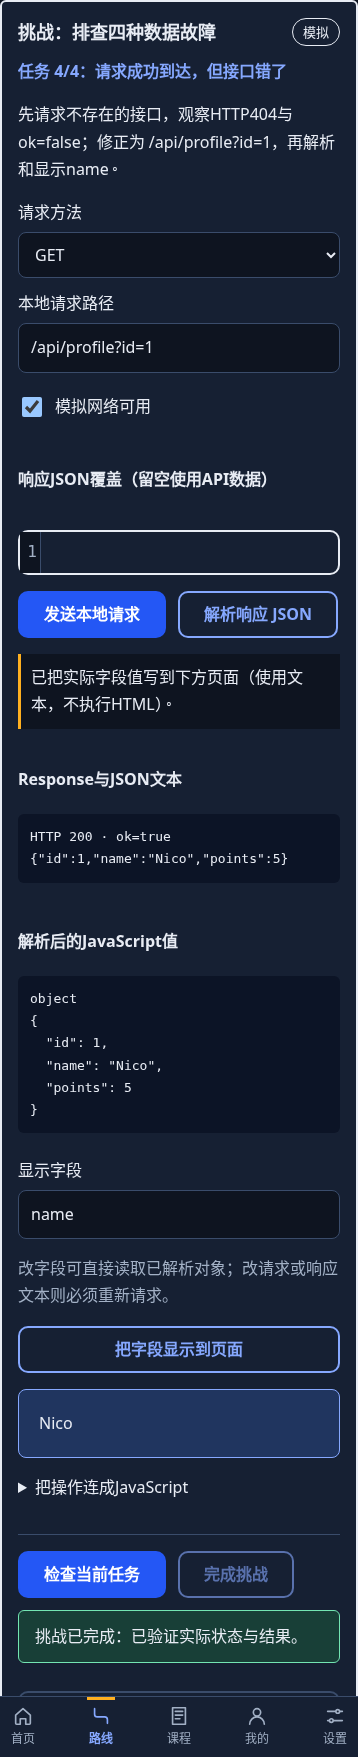 挑战：排查四种数据故障
模拟
任务 4/4：请求成功到达，但接口错了
先请求不存在的接口，观察HTTP404与
ok=false；修正为 /api/profile?id=1，再解析
和显示name。
请求方法
GET
本地请求路径
/api/profile?id=1
模拟网络可用
响应JSON覆盖（留空使用API数据）
1
发送本地请求
解析响应 JSON
已把实际字段值写到下方页面（使用文
本，不执行HTML）。
Response与JSON文本
HTTP 200 · ok=true
{"id":1,"name":"Nico","points":5}
解析后的JavaScript值
object
{
  "id": 1,
  "name": "Nico",
  "points": 5
}
显示字段
name
改字段可直接读取已解析对象；改请求或响应
文本则必须重新请求。
把字段显示到页面
Nico
把操作连成JavaScript
检查当前任务
完成挑战
挑战已完成：已验证实际状态与结果。
首页
路线
课程
我的
设置